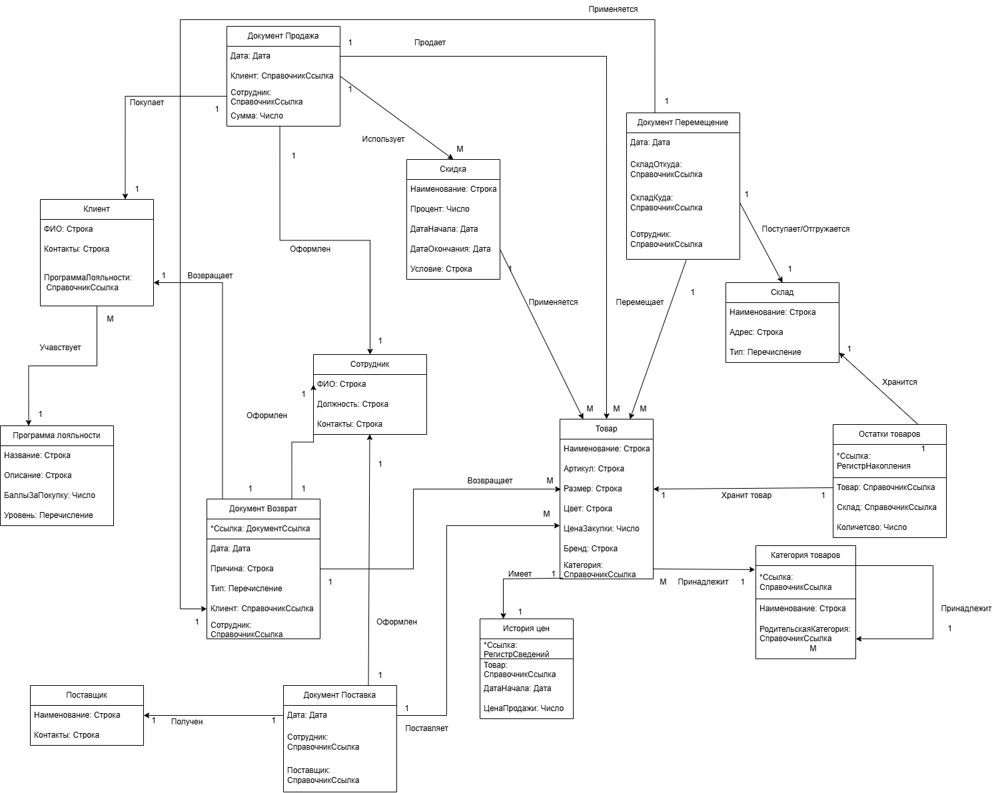 Применяется
Документ Продажа
Дата: Дата
Клиент: СправочникСсылка
Сотрудник:
СправочникСсылка
Сумма: Число
1
Продает
1
Покупает
1
1
Использует
М
1
1
Документ Перемещение
Дата: Дата
СкладОткуда:
СправочникСсылка
СкладКуда:
СправочникСсылка
Сотрудник:
СправочникСсылка
Скидка
Наименование: Строка
Процент: Число
ДатаНачала: Дата
ДатаОкончания: Дата
Условие: Строка
1
Применяется
Клиент
ФИО: Строка
Контакты: Строка
ПрограммаЛояльности:
СправочникСсылка
1
Возвращает
Оформлен
1
М
Учавствует
1
1
Поступает/Отгружается
1
Перемещает
1
Склад
Наименование: Строка
Адрес: Строка
Тип: Перечисление
1
Хранится
Сотрудник
ФИО: Строка
Должность: Строка
Контакты: Строка
1
Оформлен
1
Программа лояльности
Название: Строка
Описание: Строка
БаллыЗаПокупку: Число
Уровень: Перечисление
М
М
М
Товар
Наименование: Строка
Артикул: Строка
Размер: Строка
Цвет: Строка
ЦенаЗакупки: Число
Бренд: Строка
Категория:
СправочникСсылка
Остатки товаров
1
*Ссылка:
РегистрНакопления
Товар: СправочникСсылка
Склад: СправочникСсылка
Количетсво: Число
1
Хранит товар
1
Возвращает
М
М
1
1
Документ Возврат
*Ссылка: ДокументСсылка
Дата: Дата
Причина: Строка
Тип: Перечисление
Клиент: СправочникСсылка
Сотрудник:
СправочникСсылка
1
1
Оформлен
1
Имеет
1
1
М
Принадлежит
1
Категория товаров
*Ссылка:
СправочникСсылка
Наименование: Строка
РодительскаяКатегория:
СправочникСсылка
М
Принадлежит
1
История цен
*Ссылка:
РегистрСведений
Товар:
СправочникСсылка
ДатаНачала: Дата
ЦенаПродажи: Число
Поставщик
Наименование: Строка
Контакты: Строка
1
Получен
1
Документ Поставка
Дата: Дата
Сотрудник:
СправочникСсылка
Поставщик:
СправочникСсылка
1
Поставляет